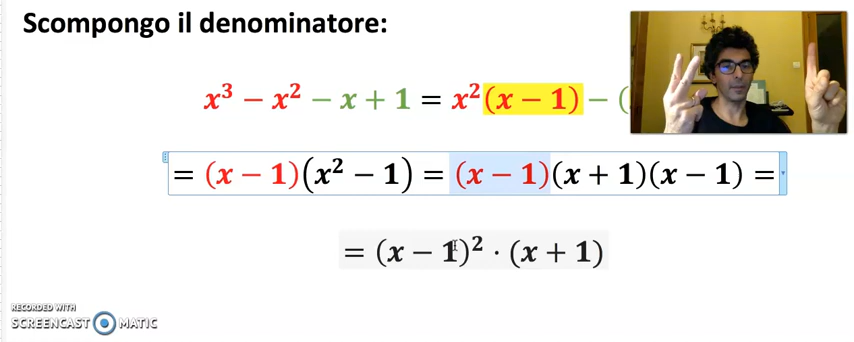 Scompongo il denominatore:
x³ − x² − x + 1 = x²(x − 1) − (
= (x − 1)(x² − 1) = (x − 1)(x + 1)(x − 1) =
= (x − 1)² · (x + 1)
RECORDED WITH
SCREENCAST MATIC